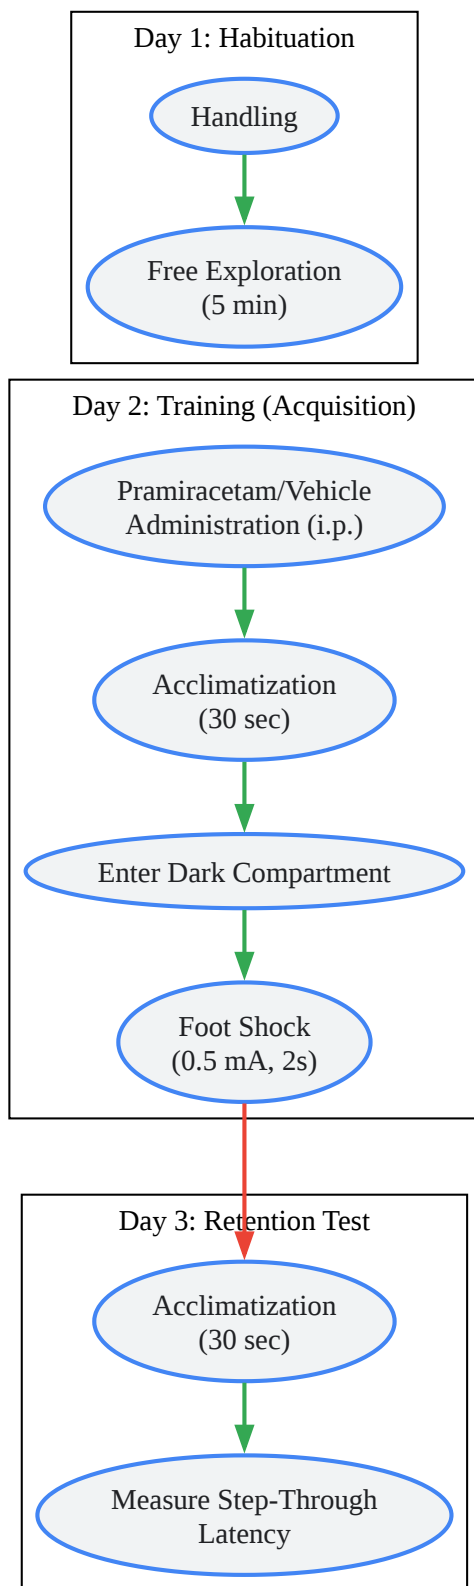 Day 1: Habituation
Handling
Free Exploration
(5 min)
Day 2: Training (Acquisition)
Pramiracetam/Vehicle
Administration (i.p.)
Acclimatization
(30 sec)
Enter Dark Compartment
Foot Shock
(0.5 mA, 2s)
Day 3: Retention Test
Acclimatization
(30 sec)
Measure Step-Through
Latency